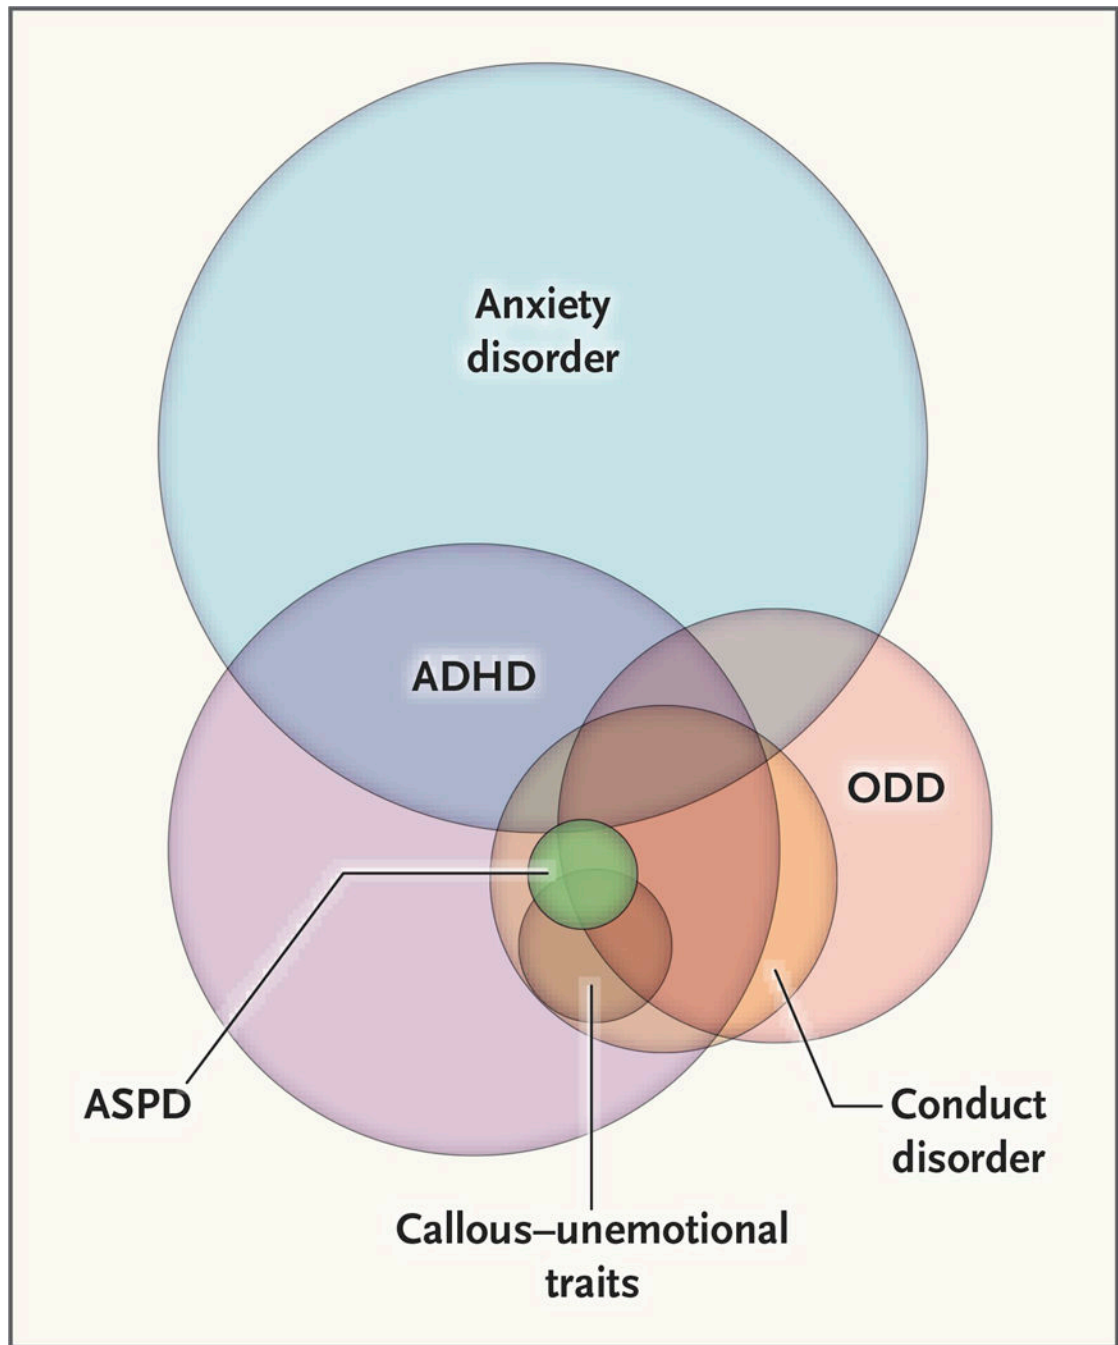 Anxiety
disorder
ADHD
ODD
ASPD
Conduct
disorder
Callous–unemotional
traits